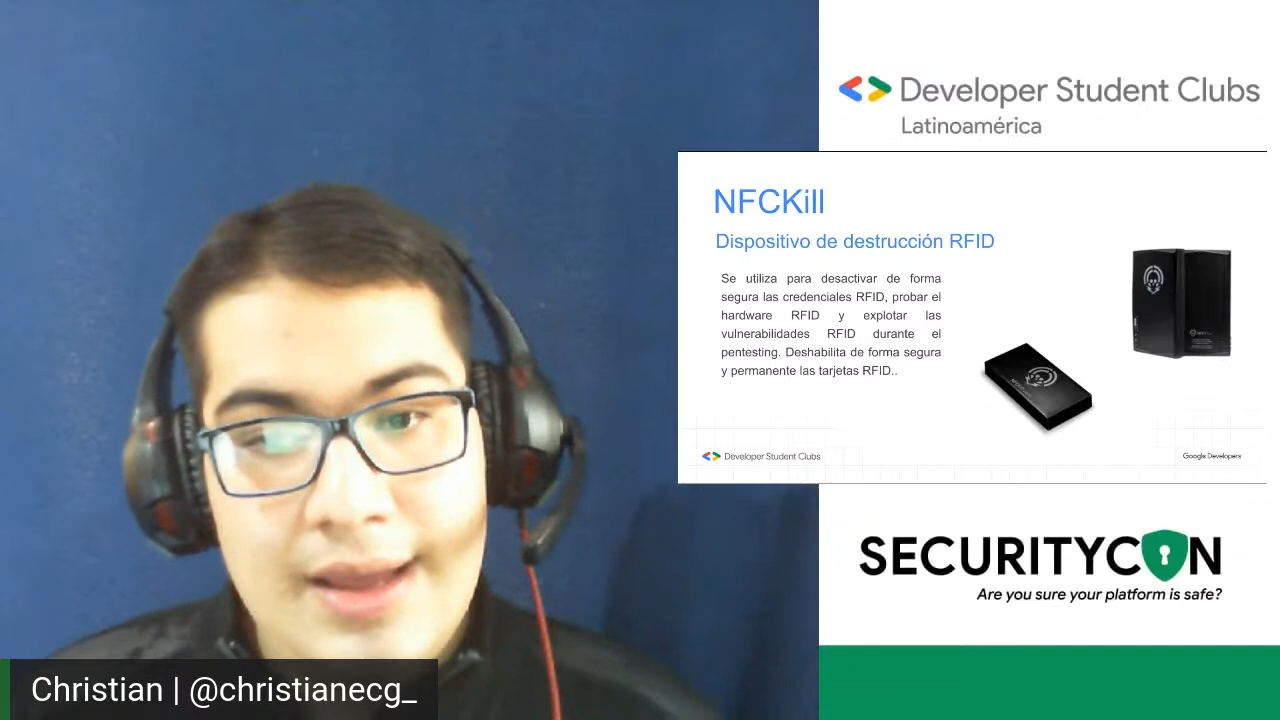 Developer Student Clubs
Latinoamérica
NFCKill
Dispositivo de destrucción RFID
Se utiliza para desactivar de forma
segura las credenciales RFID, probar el
hardware RFID y explotar las
vulnerabilidades RFID durante el
pentesting. Deshabilita de forma segura
y permanente las tarjetas RFID..
Developer Student Clubs
Google Developers
SECURITYCON
Are you sure your platform is safe?
Christian | @christianecg_